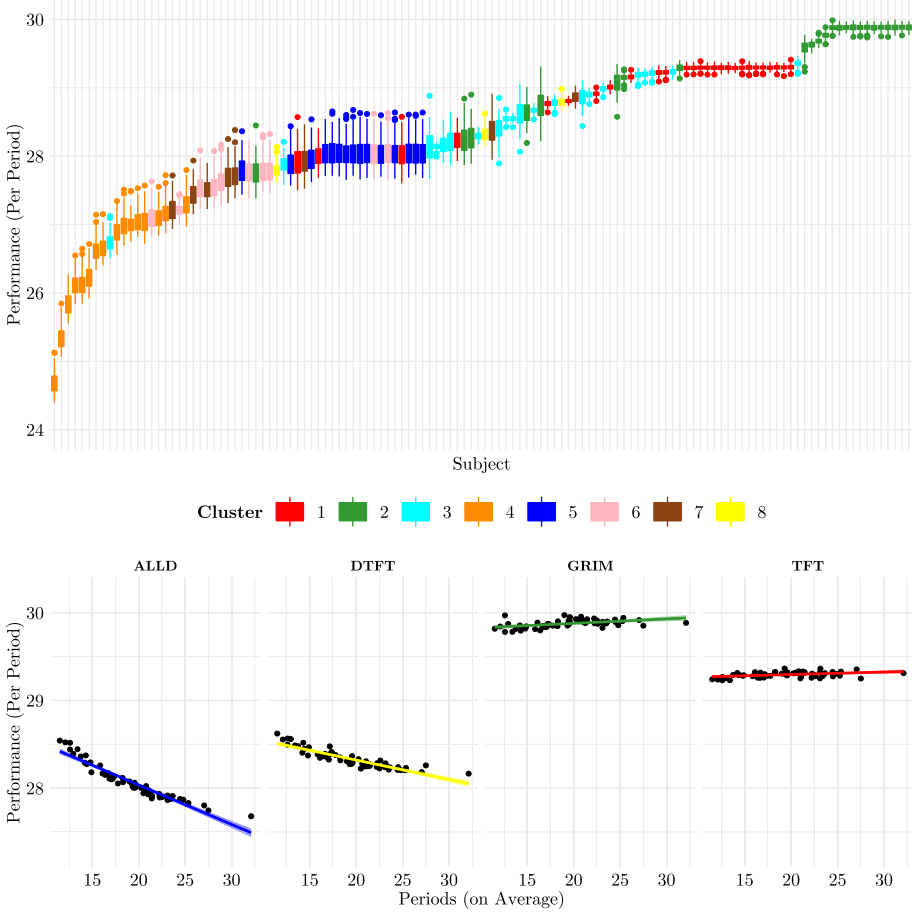 30
28
26
24
Performance (Per Period)
Subject
Cluster 1 2 3 4 5 6 7 8
ALLD DTFT GRIM TFT
30
29
28
Performance (Per Period)
15 20 25 30 15 20 25 30 15 20 25 30 15 20 25 30
Periods (on Average)